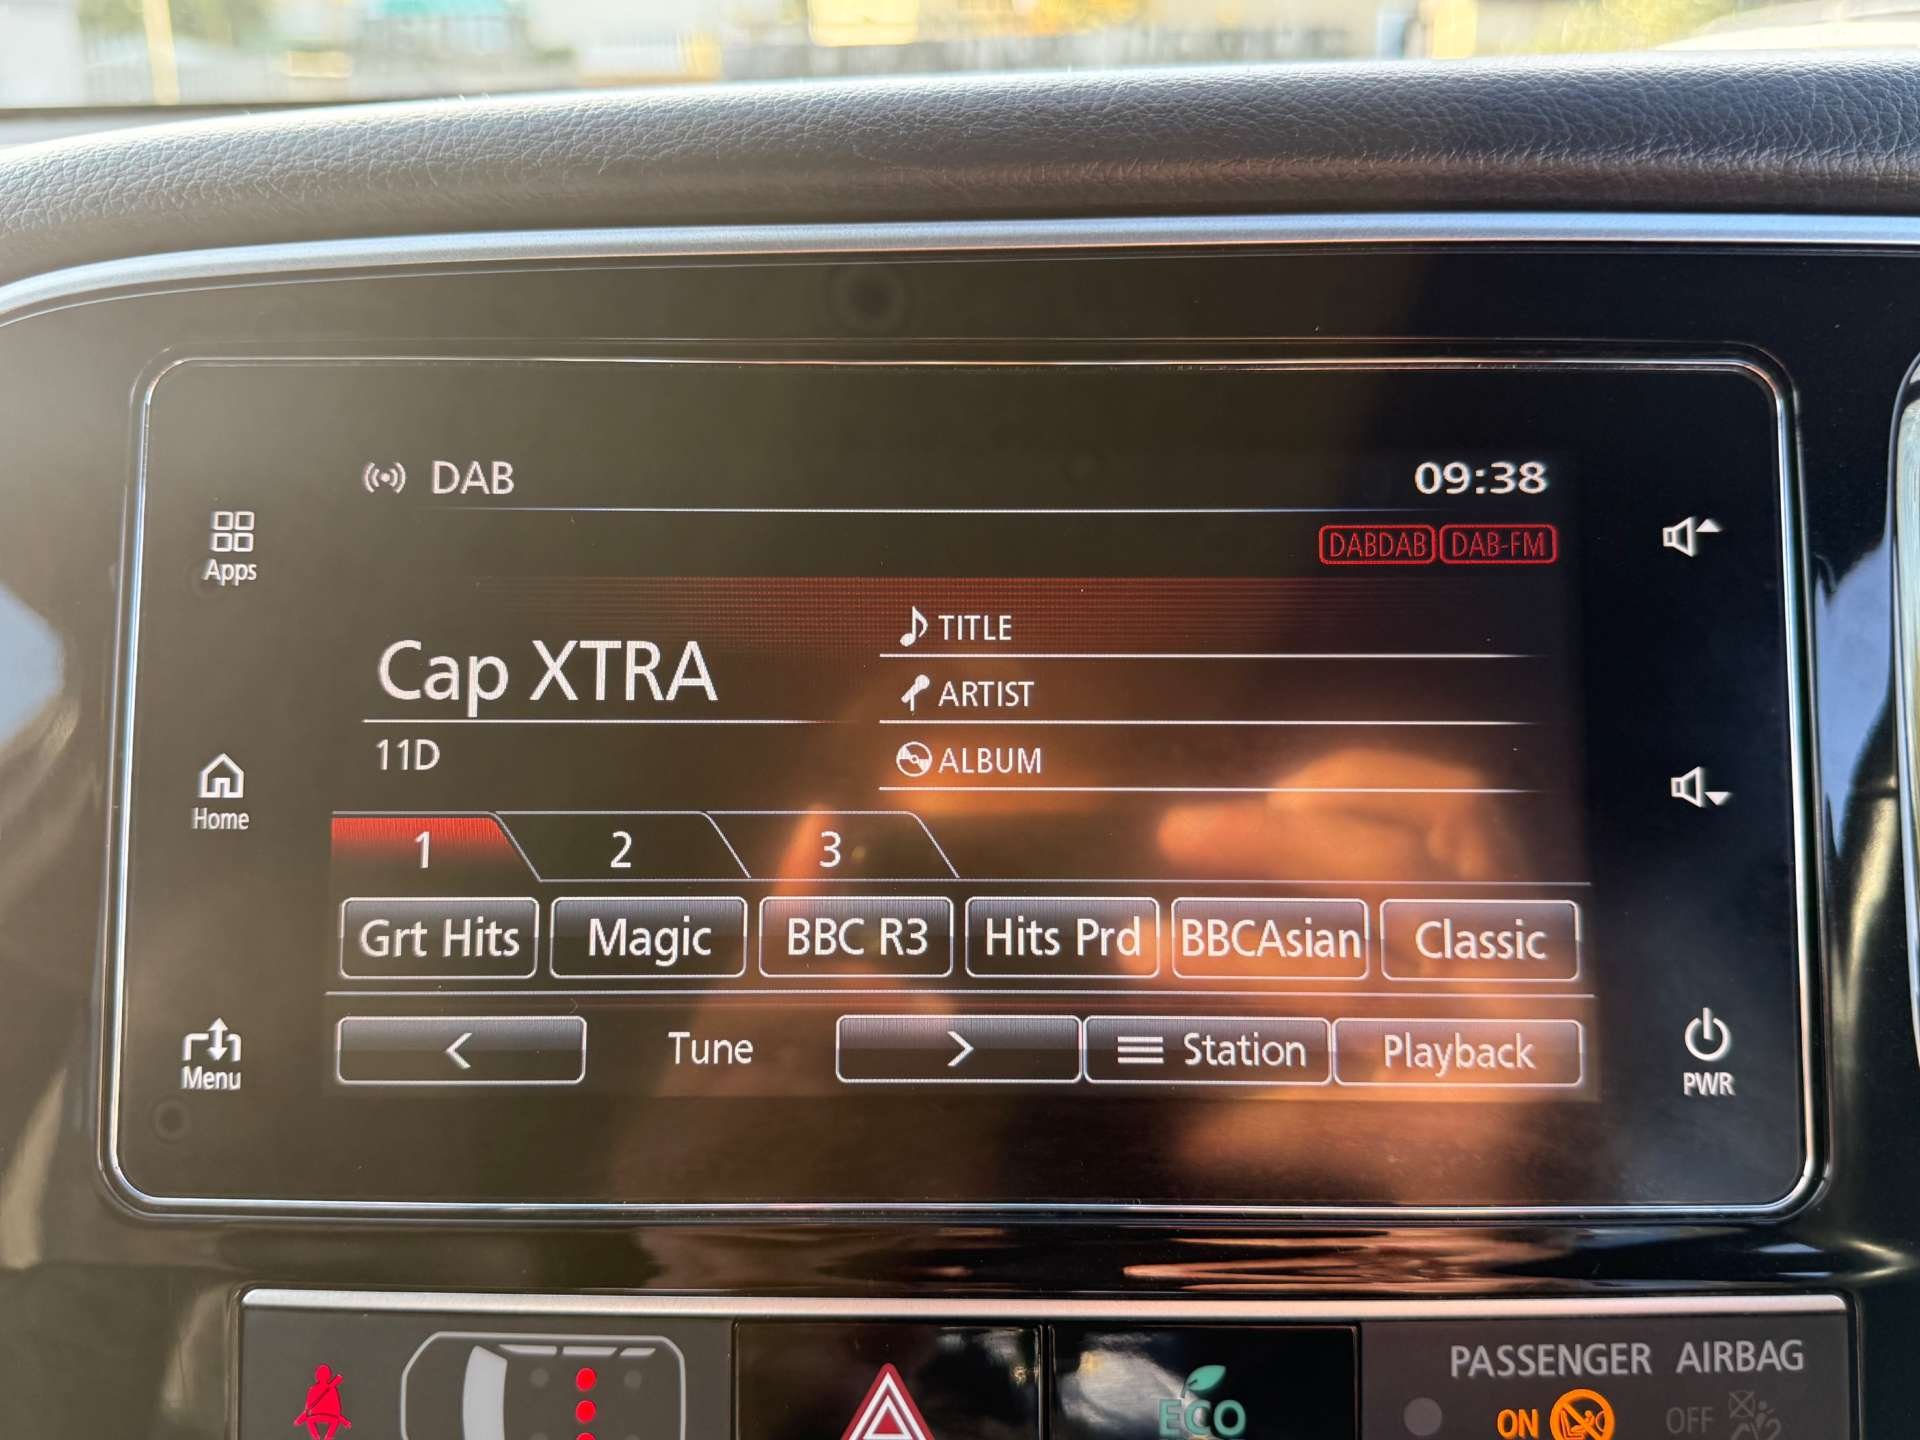 DAB
09:38
DABDAB DAB-FM
Apps
Cap XTRA
TITLE
ARTIST
11D
ALBUM
Home
1 2 3
Grt Hits Magic BBC R3 Hits Prd BBCAsian Classic
< Tune > Station Playback
Menu
PWR
PASSENGER AIRBAG
ECO
ON OFF